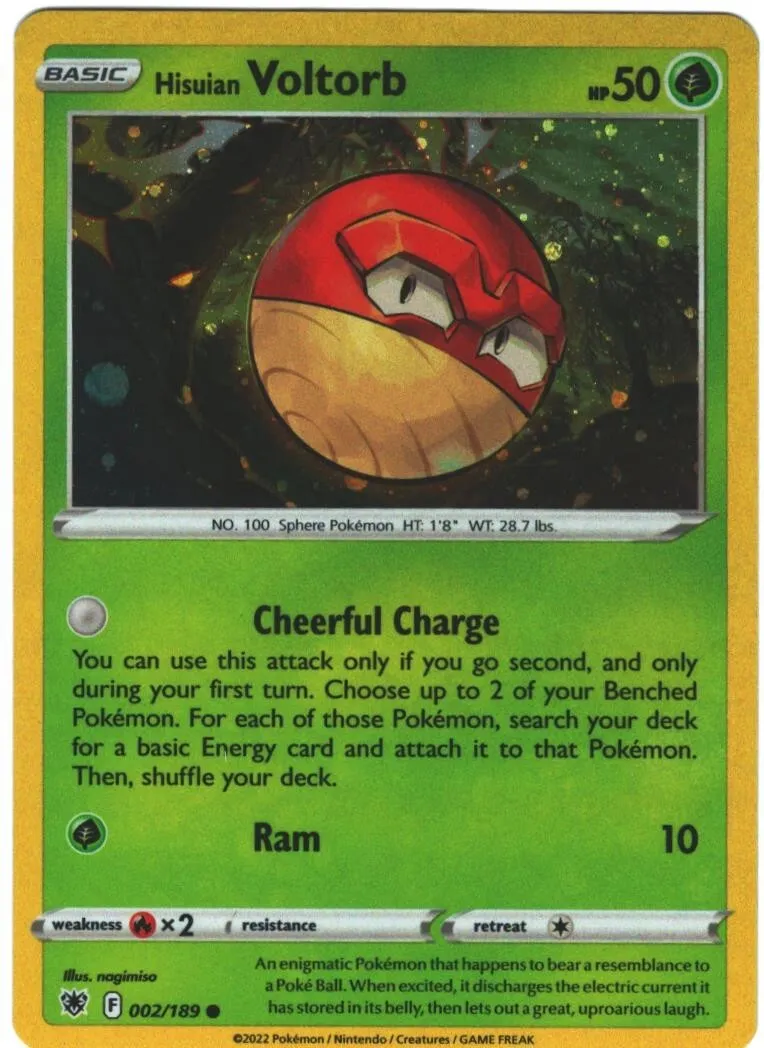 BASIC Hisuian Voltorb HP 50
NO. 100 Sphere Pokémon HT: 1'8" WT: 28.7 lbs.
Cheerful Charge
You can use this attack only if you go second, and only
during your first turn. Choose up to 2 of your Benched
Pokémon. For each of those Pokémon, search your deck
for a basic Energy card and attach it to that Pokémon.
Then, shuffle your deck.
Ram 10
weakness ×2 resistance retreat
Illus. nagimiso
An enigmatic Pokémon that happens to bear a resemblance to
a Poké Ball. When excited, it discharges the electric current it
has stored in its belly, then lets out a great, uproarious laugh.
F 002/189
©2022 Pokémon / Nintendo / Creatures / GAME FREAK